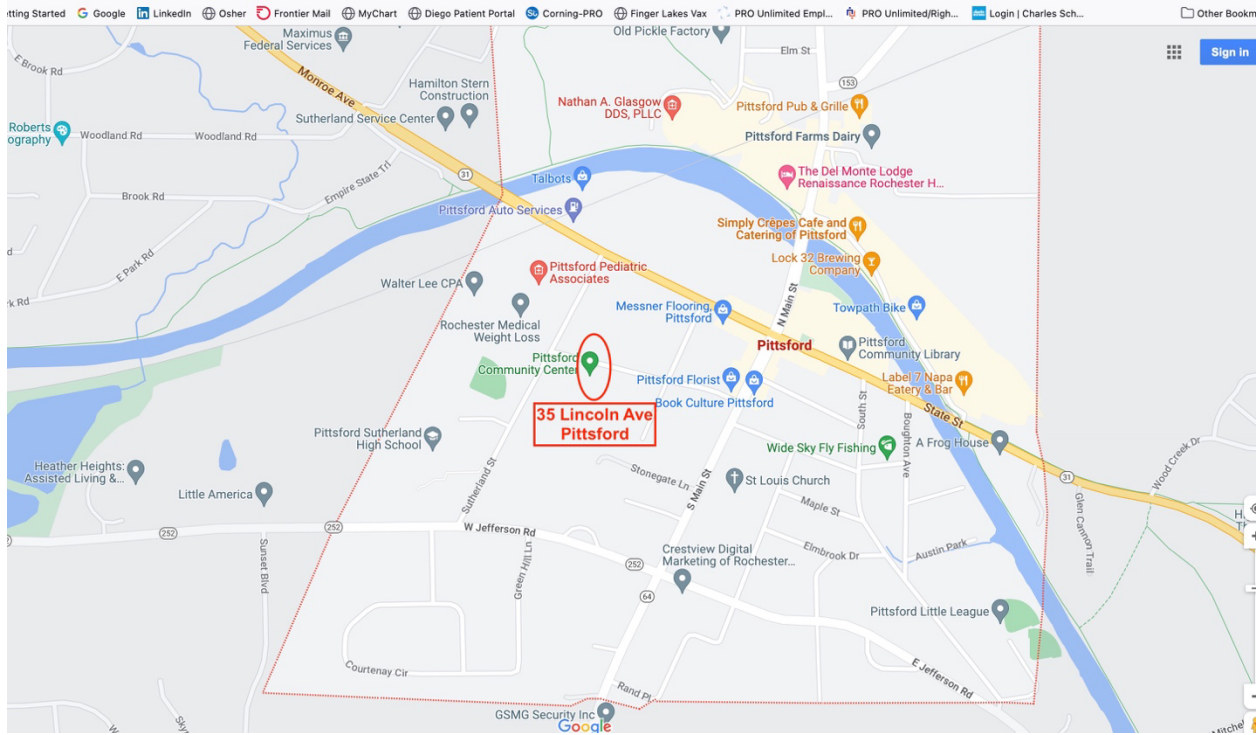 etting Started
Google
LinkedIn
Osher
Frontier Mail
MyChart
Diego Patient Portal
Corning-PRO
Finger Lakes Vax
PRO Unlimited Empl...
PRO Unlimited/Righ...
Login | Charles Sch...
Other Bookm
Sign in
Maximus
Federal Services
Old Pickle Factory
E Brook Rd
Elm St
Monroe Ave
Hamilton Stern
Construction
153
Nathan A. Glasgow
DDS, PLLC
Pittsford Pub & Grille
Sutherland Service Center
Roberts
ography
Woodland Rd
Woodland Rd
Pittsford Farms Dairy
Empire State Trl
31
Talbots
The Del Monte Lodge
Renaissance Rochester H...
Brook Rd
Pittsford Auto Services
Simply Crêpes Cafe and
Catering of Pittsford
d
Lock 32 Brewing
Company
E Park Rd
Pittsford Pediatric
Associates
Walter Lee CPA
rk Rd
Messner Flooring,
Pittsford
N Main St
Towpath Bike
Rochester Medical
Weight Loss
Pittsford
Pittsford
Community Library
Pittsford
Community Center
Pittsford Florist
Label 7 Napa
Eatery & Bar
Book Culture Pittsford
35 Lincoln Ave
Pittsford
South St
Boughton Ave
State St
Pittsford Sutherland
High School
Wide Sky Fly Fishing
A Frog House
Wood Creek Dr
Heather Heights:
Assisted Living &...
Stonegate Ln
31
Little America
Sutherland St
S Main St
St Louis Church
Maple St
Glen Cannon Trail
252
252
W Jefferson Rd
Elmbrook Dr
Austin Park
Sunset Blvd
Green Hill Ln
252
Crestview Digital
Marketing of Rochester...
64
Pittsford Little League
Courtenay Cir
E Jefferson Rd
Rand Pl
GSMG Security Inc
Google